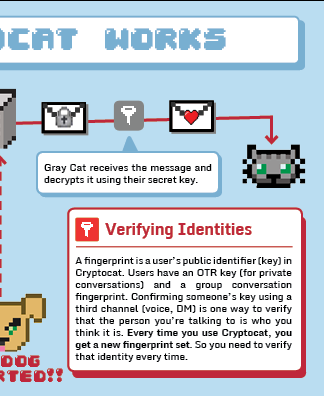 OCAT WORKS
Gray Cat receives the message and
decrypts it using their secret key.
Verifying Identities
A fingerprint is a user's public identifier (key) in
Cryptocat. Users have an OTR key (for private
conversations) and a group conversation
fingerprint. Confirming someone's key using a
third channel (voice, DM) is one way to verify
that the person you're talking to is who you
think it is. Every time you use Cryptocat, you
get a new fingerprint set. So you need to verify
that identity every time.
DOG
RTED!!